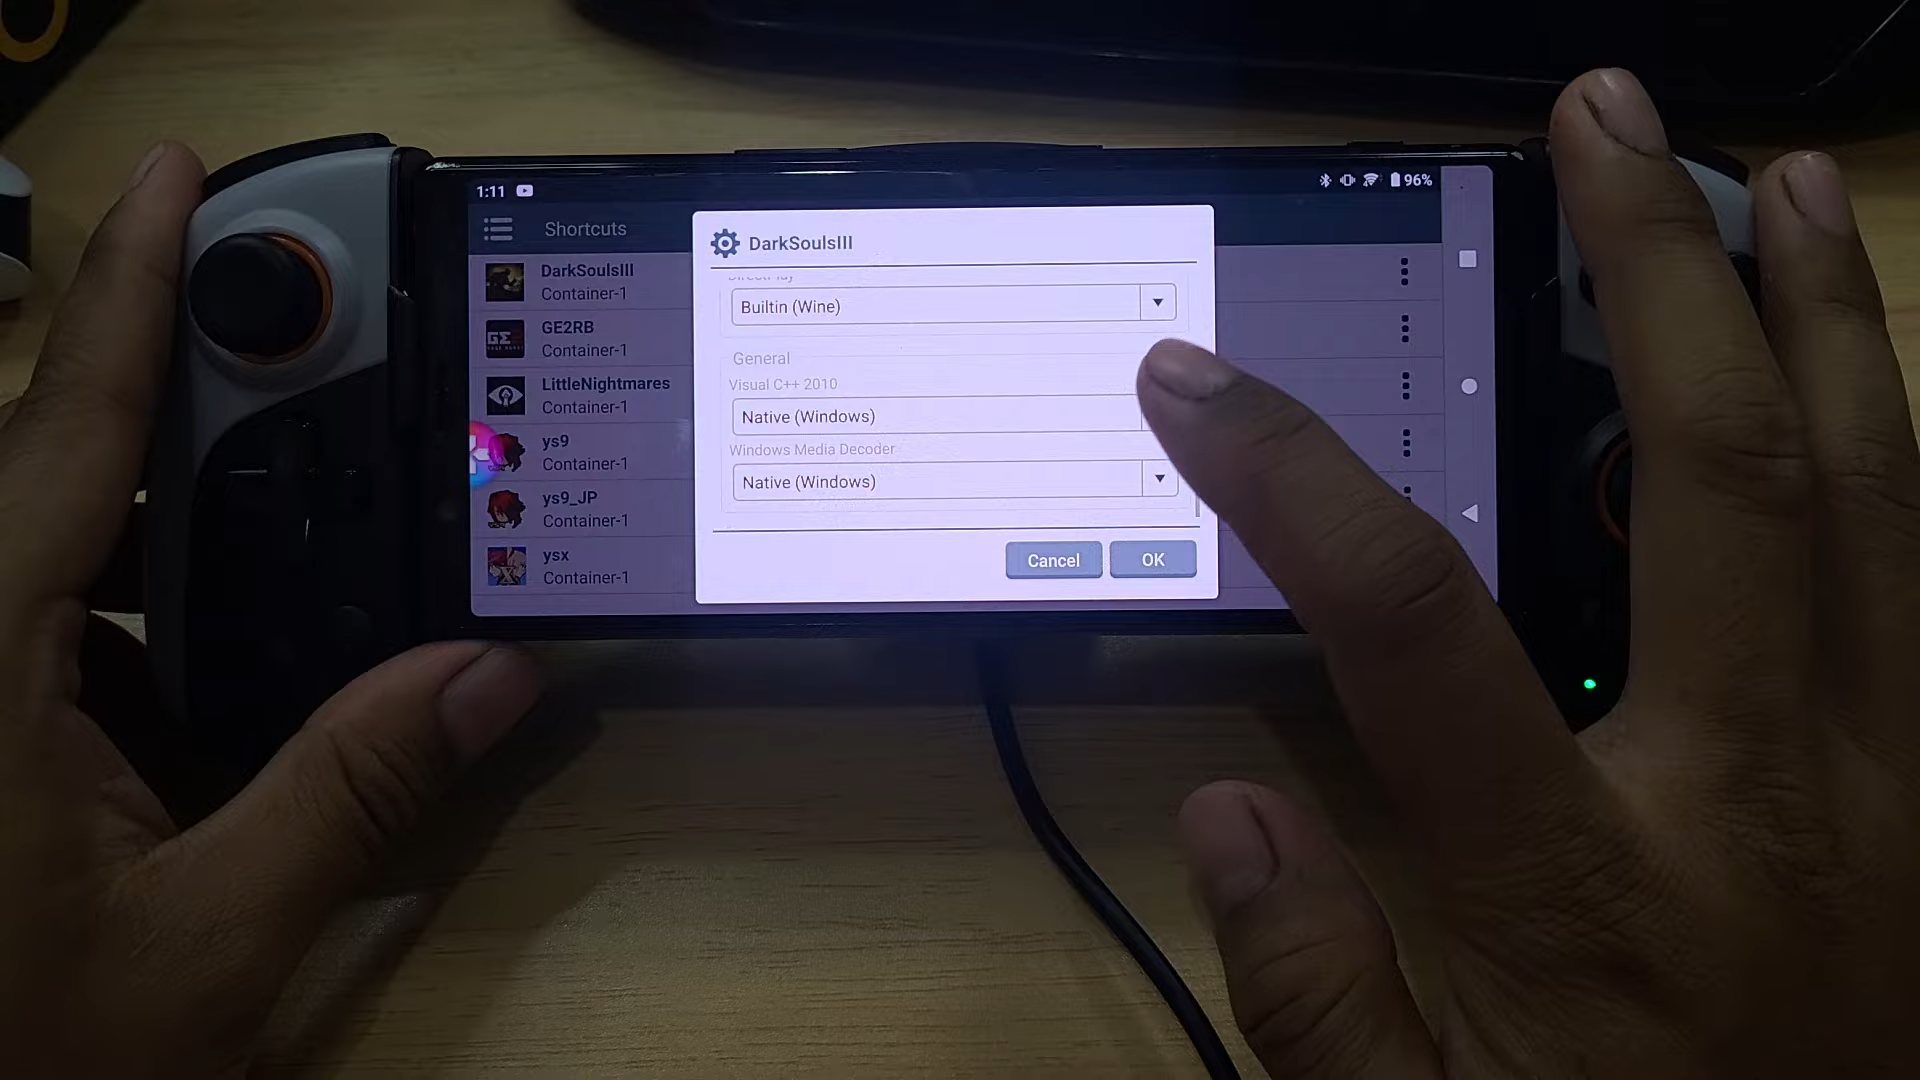 1:11
96%
Shortcuts
DarkSoulsIII
Container-1
GE2RB
Container-1
LittleNightmares
Container-1
ys9
Container-1
ys9_JP
Container-1
ysx
Container-1
DarkSoulsIII
DirectPlay
Builtin (Wine)
General
Visual C++ 2010
Native (Windows)
Windows Media Decoder
Native (Windows)
Cancel
OK